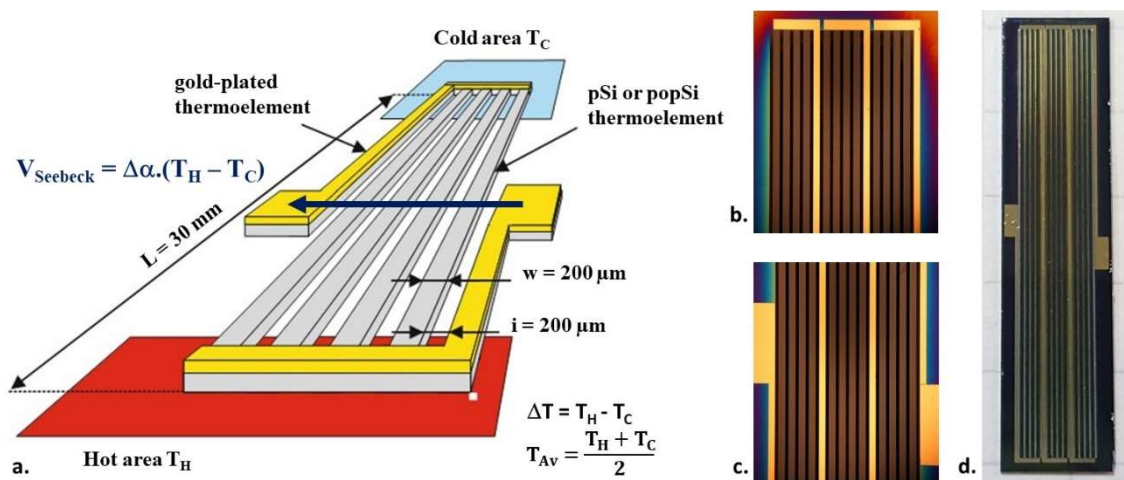 Cold area T_C
gold-plated
thermoelement
pSi or popSi
thermoelement
V_Seebeck = Δα.(T_H – T_C)
L = 30 mm
w = 200 µm
i = 200 µm
ΔT = T_H - T_C
T_Av = (T_H + T_C) / 2
Hot area T_H
a.
b.
c.
d.